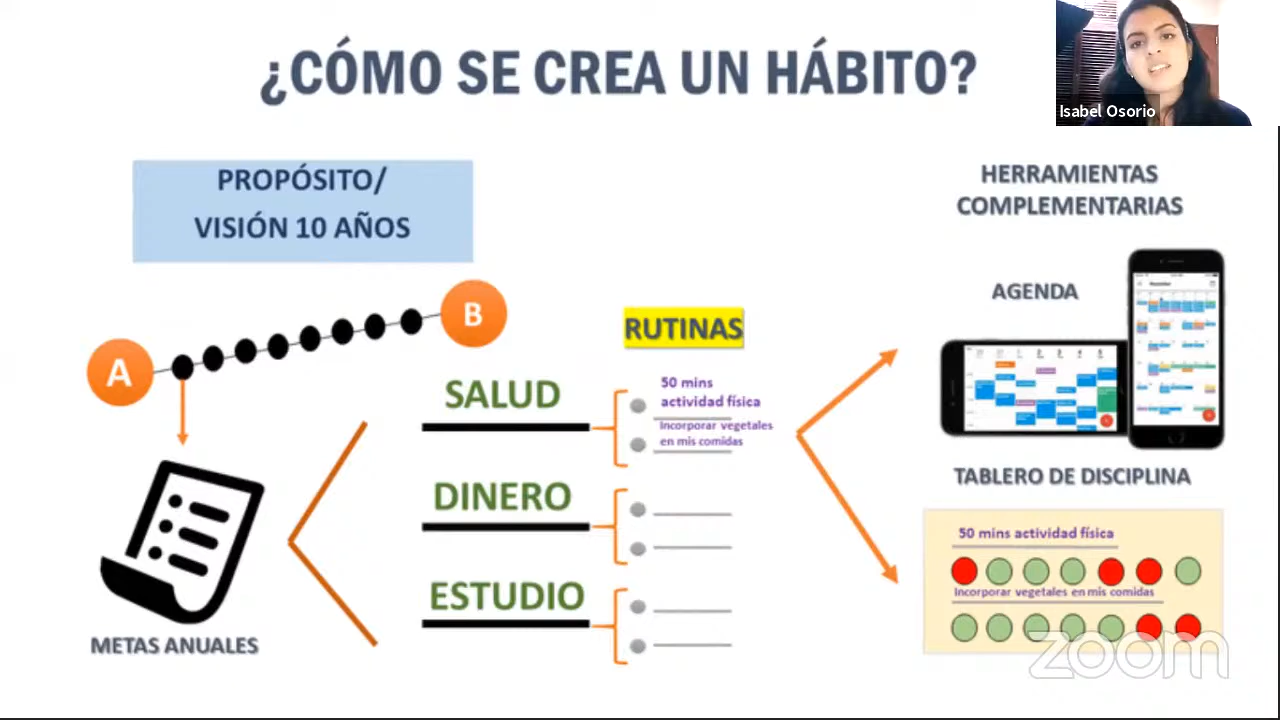 ¿CÓMO SE CREA UN HÁBITO?
Isabel Osorio
PROPÓSITO/
VISIÓN 10 AÑOS
A
B
METAS ANUALES
SALUD
DINERO
ESTUDIO
RUTINAS
50 mins
actividad física
Incorporar vegetales
en mis comidas
HERRAMIENTAS
COMPLEMENTARIAS
AGENDA
TABLERO DE DISCIPLINA
50 mins actividad física
Incorporar vegetales en mis comidas
zoom